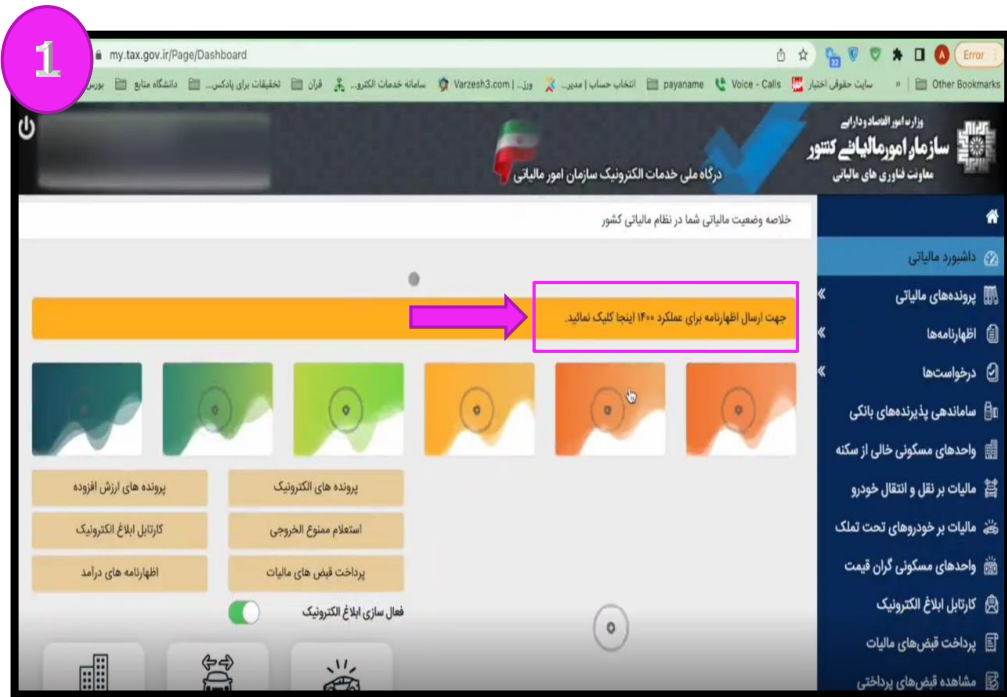 1
my.tax.gov.ir/Page/Dashboard
Error
بورس
دانشگاه منابع
تحقیقات برای پادکس...
قرآن
سامانه خدمات الکترو...
Varzesh3.com | ورز...
انتخاب حساب | مدیر...
payaname
Voice - Calls
سایت حقوقی اختبار
Other Bookmarks
وزارت امور اقتصاد و دارایی
سازمان امور مالیاتی کشور
معاونت فناوری های مالیاتی
درگاه ملی خدمات الکترونیک سازمان امور مالیاتی
خلاصه وضعیت مالیاتی شما در نظام مالیاتی کشور
جهت ارسال اظهارنامه برای عملکرد ۱۴۰۰ اینجا کلیک نمائید.
داشبورد مالیاتی
پرونده‌های مالیاتی
اظهارنامه‌ها
درخواست‌ها
ساماندهی پذیرنده‌های بانکی
واحدهای مسکونی خالی از سکنه
مالیات بر نقل و انتقال خودرو
مالیات بر خودروهای تحت تملک
واحدهای مسکونی گران قیمت
کارتابل ابلاغ الکترونیک
پرداخت قبض‌های مالیات
مشاهده قبض‌های پرداختی
پرونده های الکترونیک
پرونده های ارزش افزوده
استعلام ممنوع الخروجی
کارتابل ابلاغ الکترونیک
پرداخت قبض های مالیات
اظهارنامه های درآمد
فعال سازی ابلاغ الکترونیک